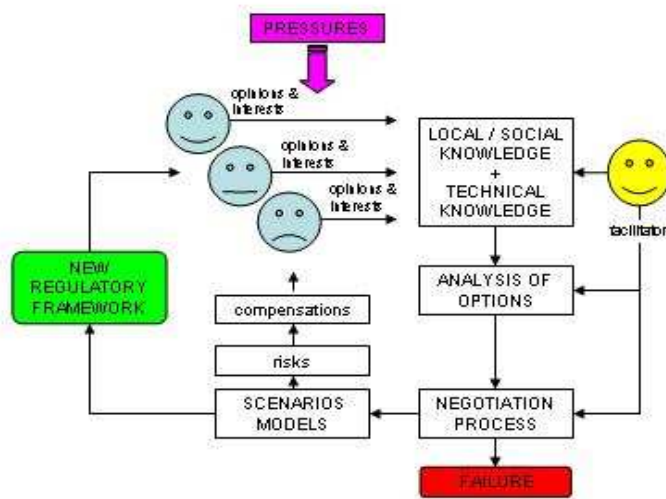 PRESSURES
opinions &
interests
opinions &
interests
opinions &
interests
LOCAL / SOCIAL
KNOWLEDGE
+
TECHNICAL
KNOWLEDGE
facilitator
NEW
REGULATORY
FRAMEWORK
ANALYSIS OF
OPTIONS
compensations
risks
SCENARIOS
MODELS
NEGOTIATION
PROCESS
FAILURE